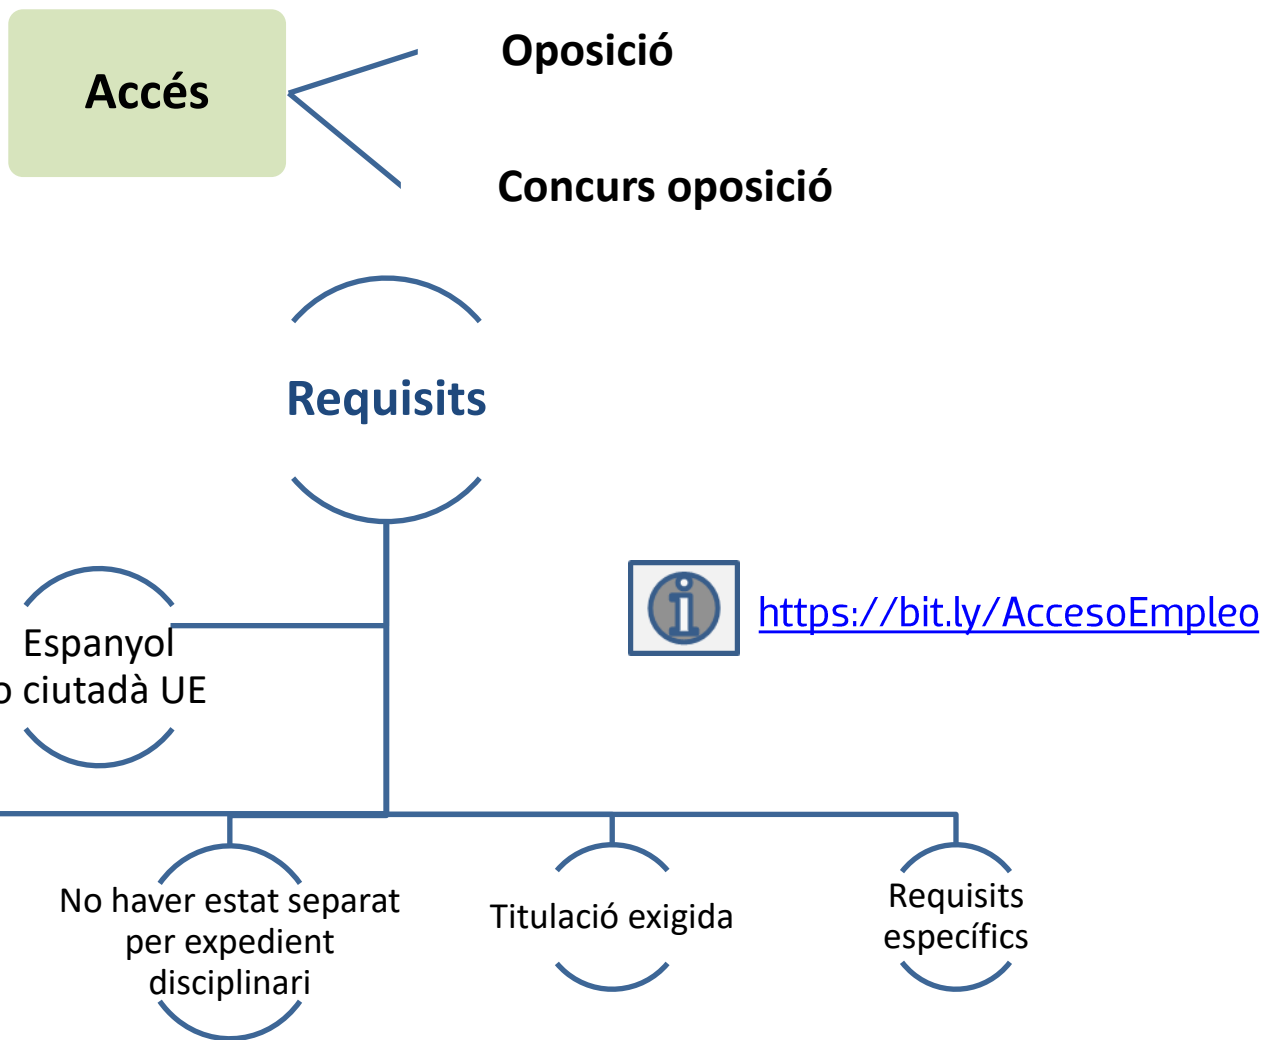 Accés
Oposició
Concurs oposició
Requisits
https://bit.ly/AccesoEmpleo
Espanyol
o ciutadà UE
No haver estat separat
per expedient
disciplinari
Titulació exigida
Requisits
específics